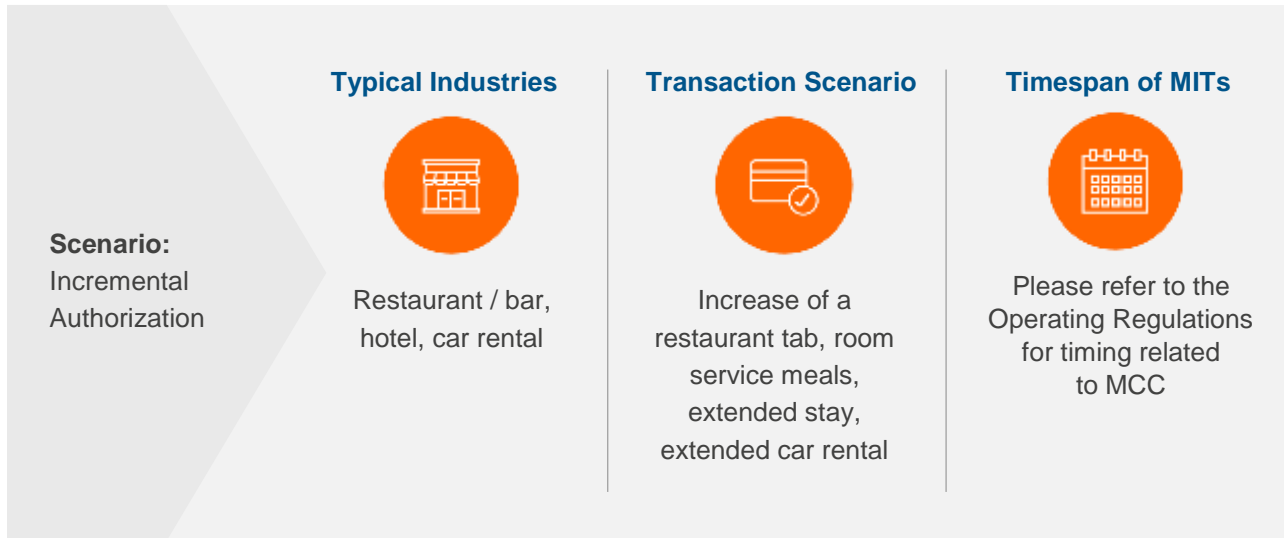 Scenario:
Incremental
Authorization
Typical Industries
Restaurant / bar,
hotel, car rental
Transaction Scenario
Increase of a
restaurant tab, room
service meals,
extended stay,
extended car rental
Timespan of MITs
Please refer to the
Operating Regulations
for timing related
to MCC